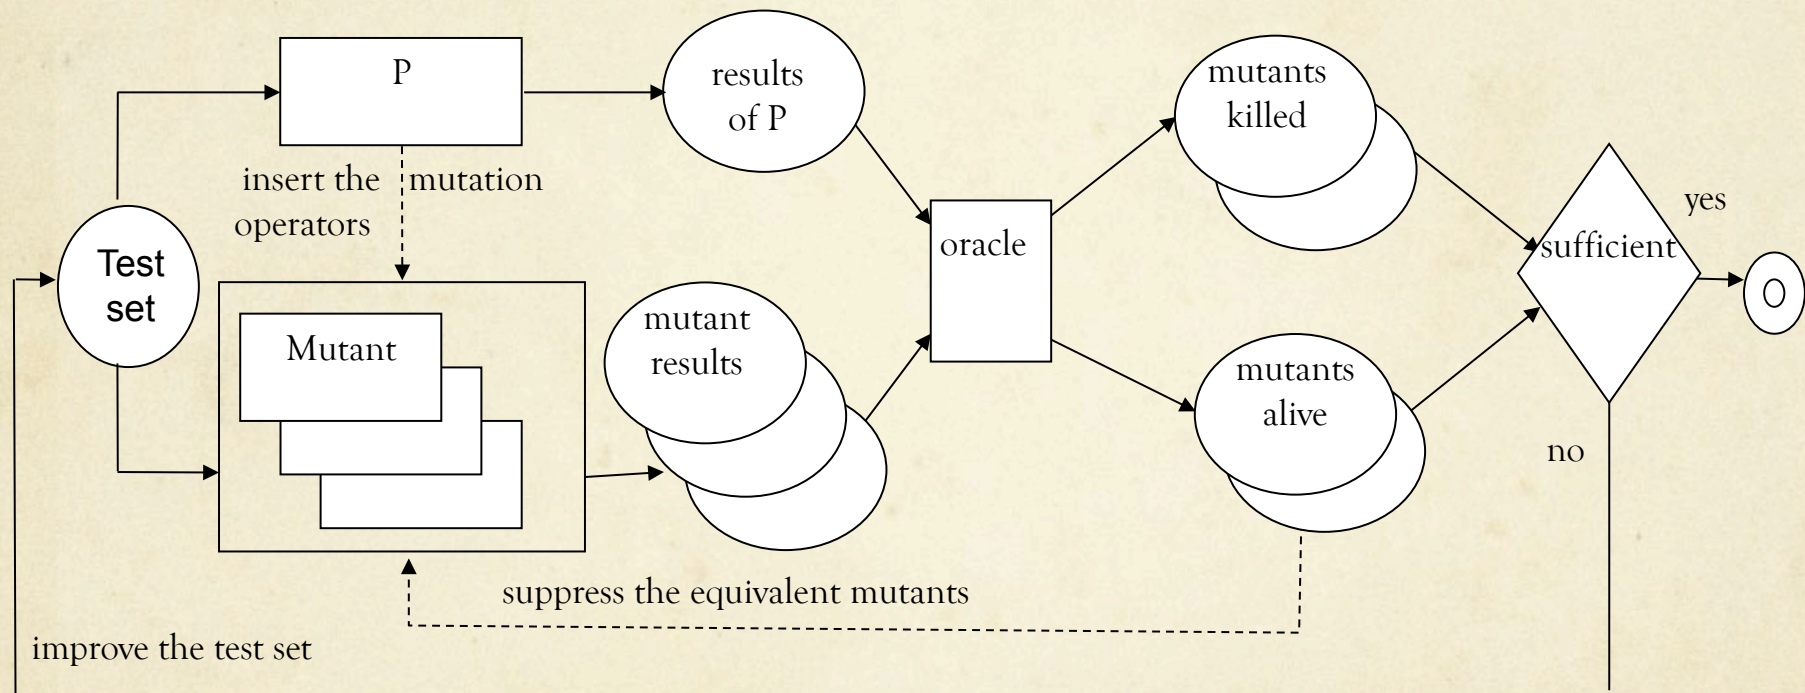 P
results
of P
mutants
killed
insert the mutation
operators
yes
oracle
sufficient
Test
set
Mutant
mutant
results
mutants
alive
no
suppress the equivalent mutants
improve the test set